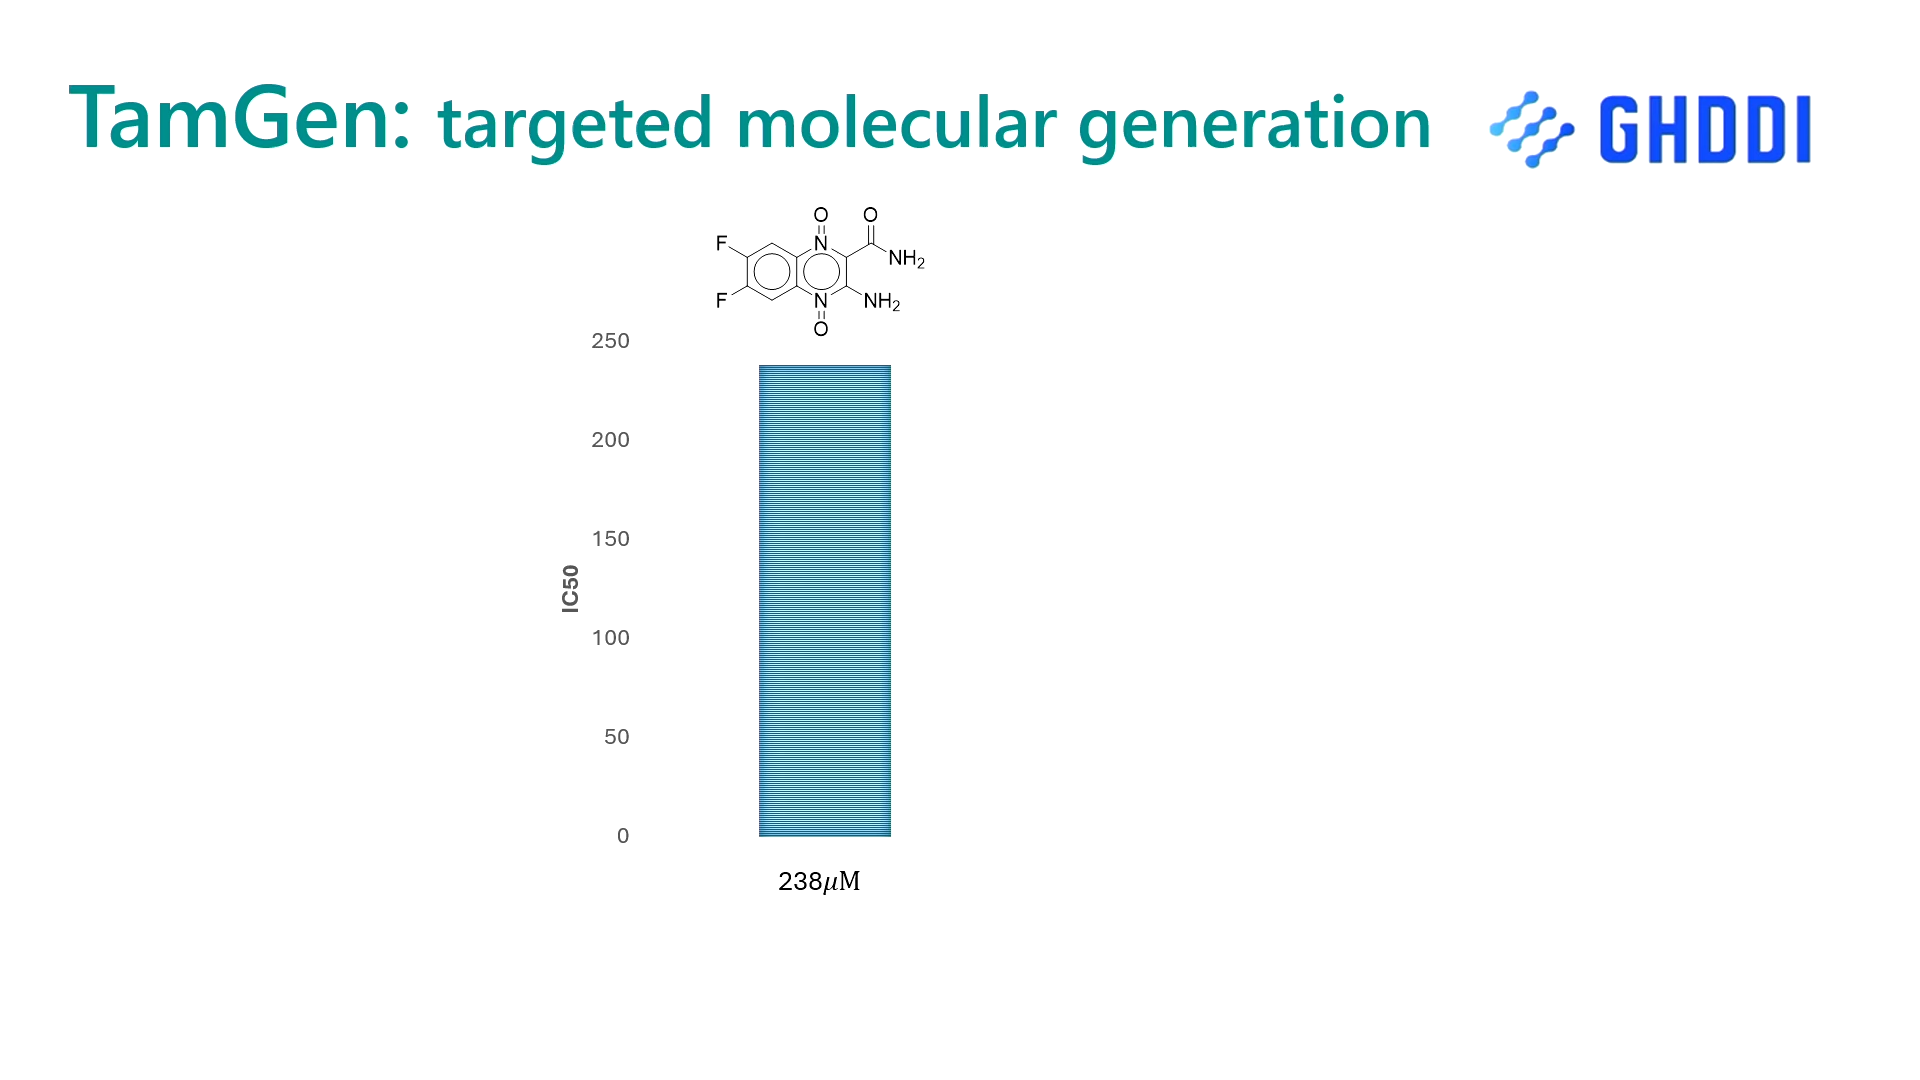 TamGen: targeted molecular generation
GHDDI
O O
F N NH₂
F N NH₂
O
250
200
150
IC50
100
50
0
238𝜇M